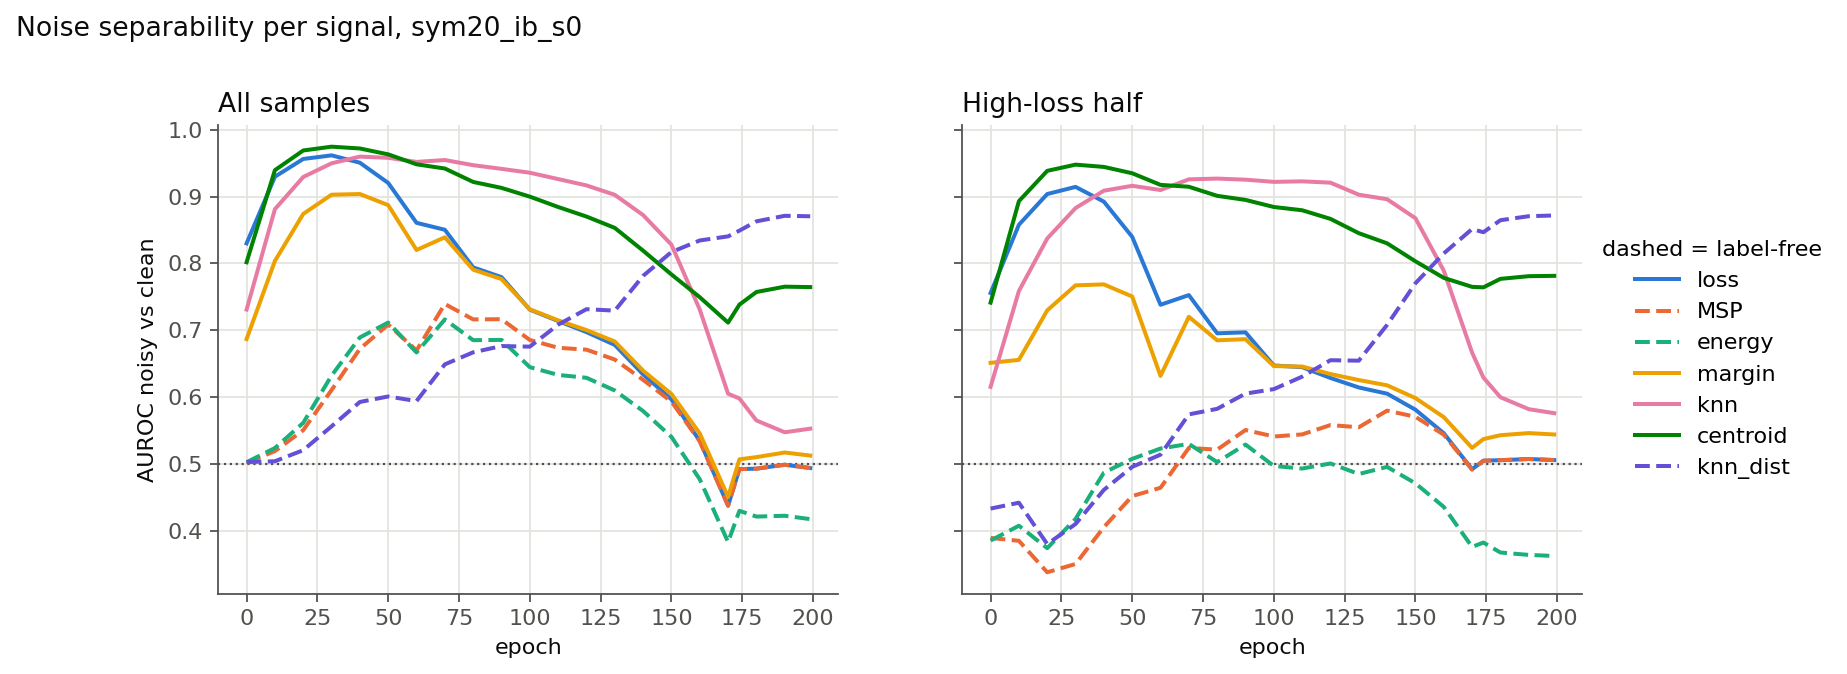 Noise separability per signal, sym20_ib_s0
All samples
High-loss half
AUROC noisy vs clean
1.0
0.9
0.8
0.7
0.6
0.5
0.4
0 25 50 75 100 125 150 175 200
epoch
0 25 50 75 100 125 150 175 200
epoch
dashed = label-free
loss
MSP
energy
margin
knn
centroid
knn_dist